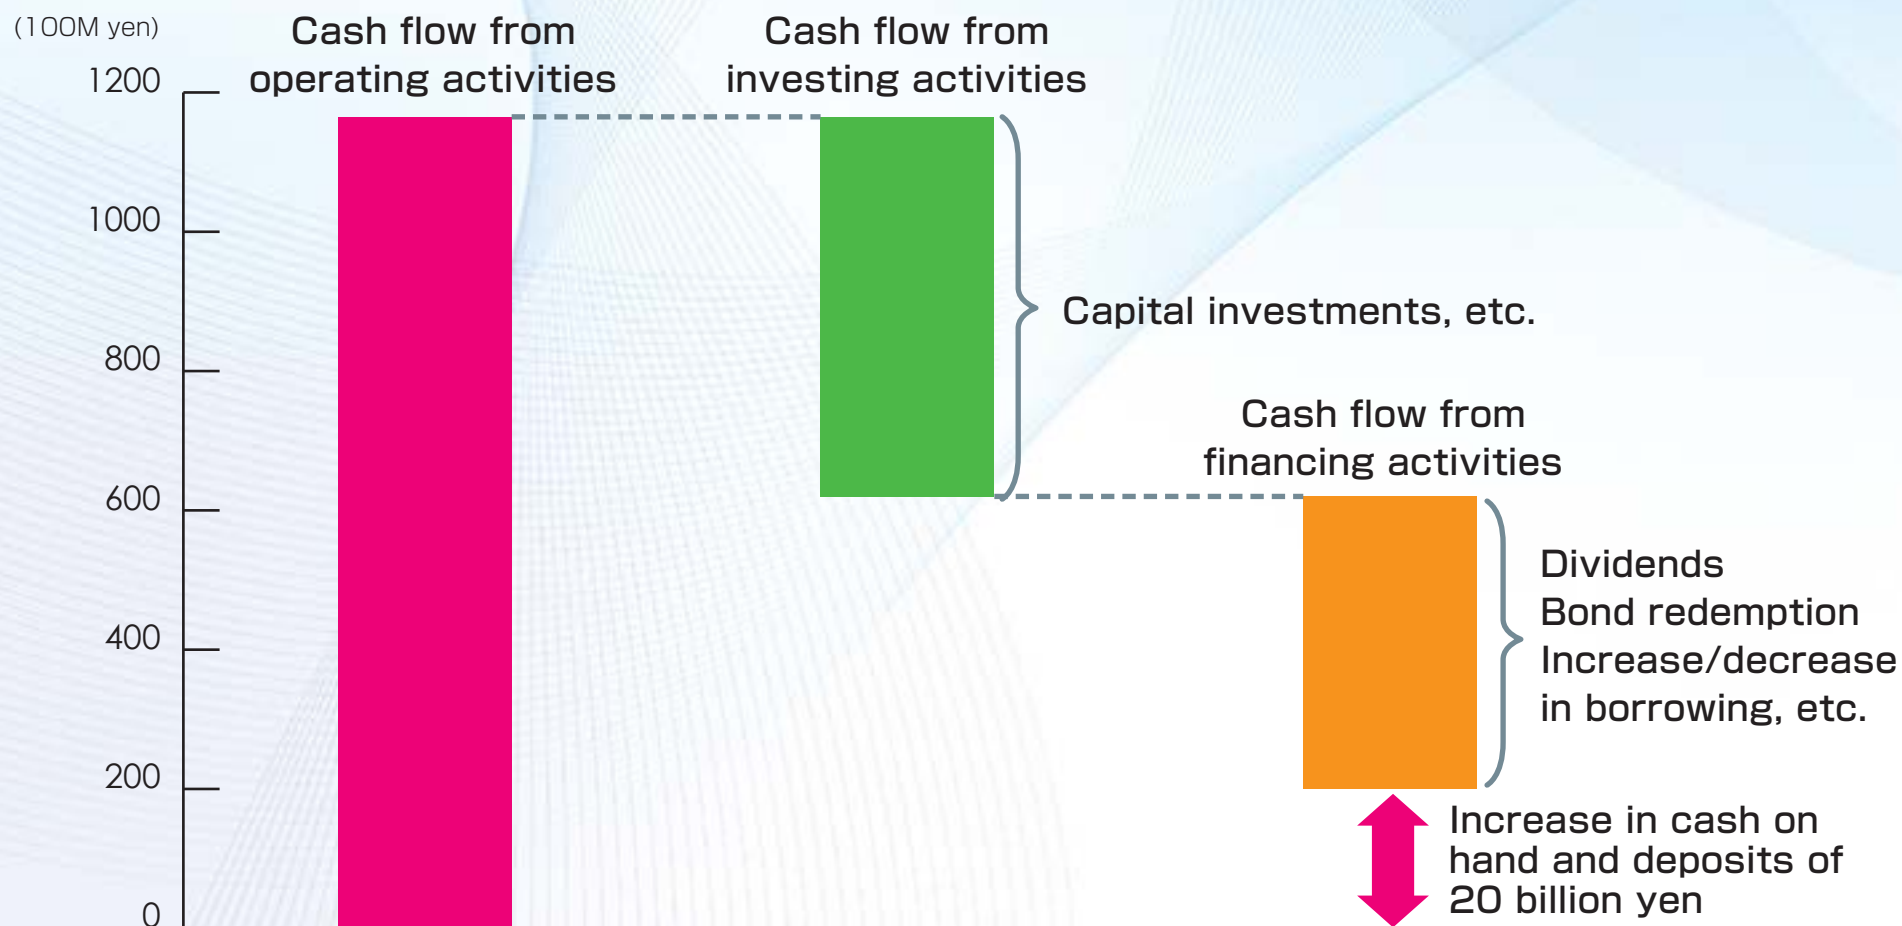 (100M yen)
Cash flow from
operating activities
Cash flow from
investing activities
1200
1000
800
600
400
200
0
Capital investments, etc.
Cash flow from
financing activities
Dividends
Bond redemption
Increase/decrease
in borrowing, etc.
Increase in cash on
hand and deposits of
20 billion yen